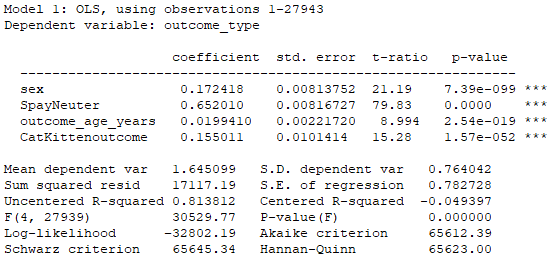 Model 1: OLS, using observations 1-27943
Dependent variable: outcome_type
coefficient std. error t-ratio p-value
---------------------------------------------------------------------
sex 0.172418 0.00813752 21.19 7.39e-099 ***
SpayNeuter 0.652010 0.00816727 79.83 0.0000 ***
outcome_age_years 0.0199410 0.00221720 8.994 2.54e-019 ***
CatKittenoutcome 0.155011 0.0101414 15.28 1.57e-052 ***
Mean dependent var 1.645099 S.D. dependent var 0.764042
Sum squared resid 17117.19 S.E. of regression 0.782728
Uncentered R-squared 0.813812 Centered R-squared -0.049397
F(4, 27939) 30529.77 P-value(F) 0.000000
Log-likelihood -32802.19 Akaike criterion 65612.39
Schwarz criterion 65645.34 Hannan-Quinn 65623.00